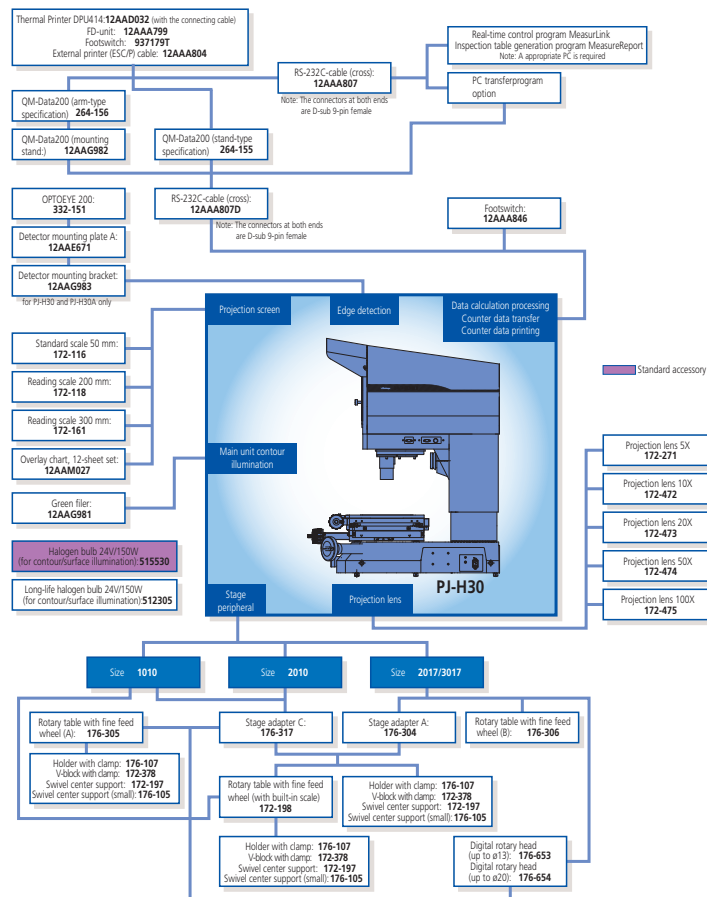 Thermal Printer DPU414:12AAD032 (with the connecting cable)
FD-unit: 12AAA799
Footswitch: 937179T
External printer (ESC/P) cable: 12AAA804
Real-time control program MeasurLink
Inspection table generation program MeasureReport
Note: A appropriate PC is required
RS-232C-cable (cross):
12AAA807
Note: The connectors at both ends
are D-sub 9-pin female
PC transferprogram
option
QM-Data200 (arm-type
specification) 264-156
QM-Data200 (mounting
stand:) 12AAG982
QM-Data200 (stand-type
specification) 264-155
OPTOEYE 200:
332-151
RS-232C-cable (cross):
12AAA807D
Note: The connectors at both ends
are D-sub 9-pin female
Footswitch:
12AAA846
Detector mounting plate A:
12AAE671
Detector mounting bracket:
12AAG983
for PJ-H30 and PJ-H30A only
Projection screen
Edge detection
Data calculation processing
Counter data transfer
Counter data printing
Standard scale 50 mm:
172-116
Reading scale 200 mm:
172-118
Reading scale 300 mm:
172-161
Overlay chart, 12-sheet set:
12AAM027
Green filer:
12AAG981
Halogen bulb 24V/150W
(for contour/surface illumination):515530
Long-life halogen bulb 24V/150W
(for contour/surface illumination):512305
Main unit contour
illumination
Standard accessory
Projection lens 5X
172-271
Projection lens 10X
172-472
Projection lens 20X
172-473
Projection lens 50X
172-474
Projection lens 100X
172-475
PJ-H30
Stage
peripheral
Projection lens
Size 1010
Size 2010
Size 2017/3017
Rotary table with fine feed
wheel (A): 176-305
Stage adapter C:
176-317
Stage adapter A:
176-304
Rotary table with fine feed
wheel (B): 176-306
Holder with clamp: 176-107
V-block with clamp: 172-378
Swivel center support: 172-197
Swivel center support (small): 176-105
Rotary table with fine feed
wheel (with built-in scale)
172-198
Holder with clamp: 176-107
V-block with clamp: 172-378
Swivel center support: 172-197
Swivel center support (small): 176-105
Holder with clamp: 176-107
V-block with clamp: 172-378
Swivel center support: 172-197
Swivel center support (small): 176-105
Digital rotary head
(up to ø13): 176-653
Digital rotary head
(up to ø20): 176-654